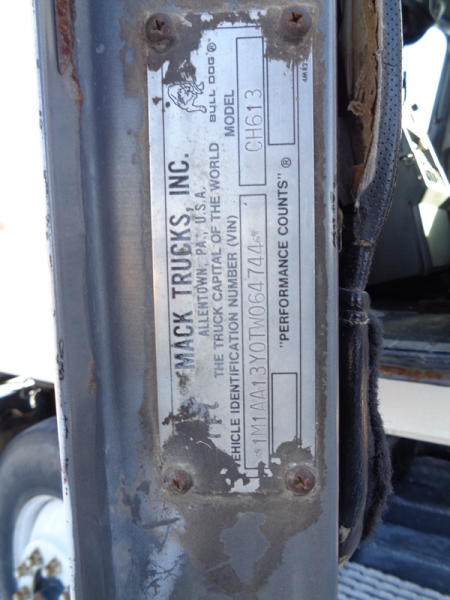 BULL DOG ®
MACK TRUCKS, INC.
ALLENTOWN, PA., U.S.A.
THE TRUCK CAPITAL OF THE WORLD
VEHICLE IDENTIFICATION NUMBER (VIN) MODEL
*1M1AA13Y0TW064744* CH613
"PERFORMANCE COUNTS" ®